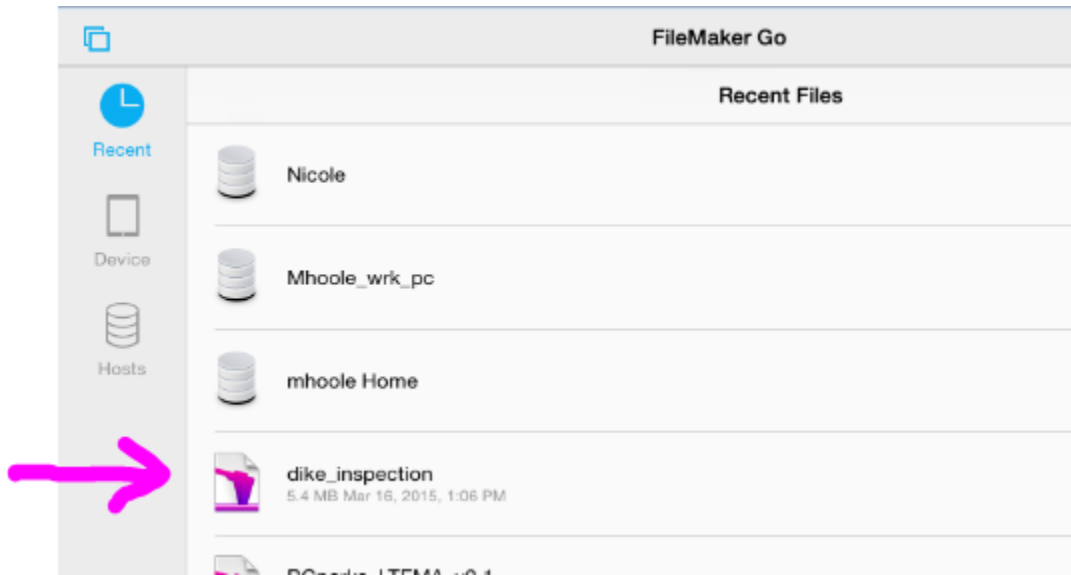 FileMaker Go
Recent Files
Recent
Device
Hosts
Nicole
Mhoole_wrk_pc
mhoole Home
dike_inspection
5.4 MB Mar 16, 2015, 1:06 PM